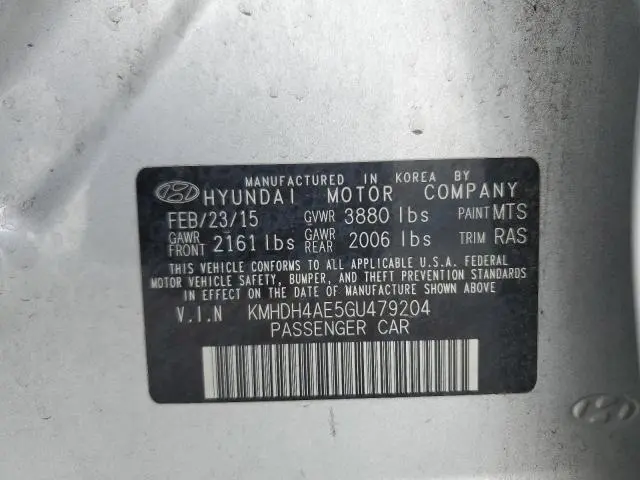 MANUFACTURED IN KOREA BY
HYUNDAI MOTOR COMPANY
FEB/23/15 GVWR 3880 lbs PAINT MTS
GAWR FRONT 2161 lbs GAWR REAR 2006 lbs TRIM RAS
THIS VEHICLE CONFORMS TO ALL APPLICABLE U.S.A. FEDERAL
MOTOR VEHICLE SAFETY, BUMPER, AND THEFT PREVENTION STANDARDS
IN EFFECT ON THE DATE OF MANUFACTURE SHOWN ABOVE.
V.I.N KMHDH4AE5GU479204
PASSENGER CAR